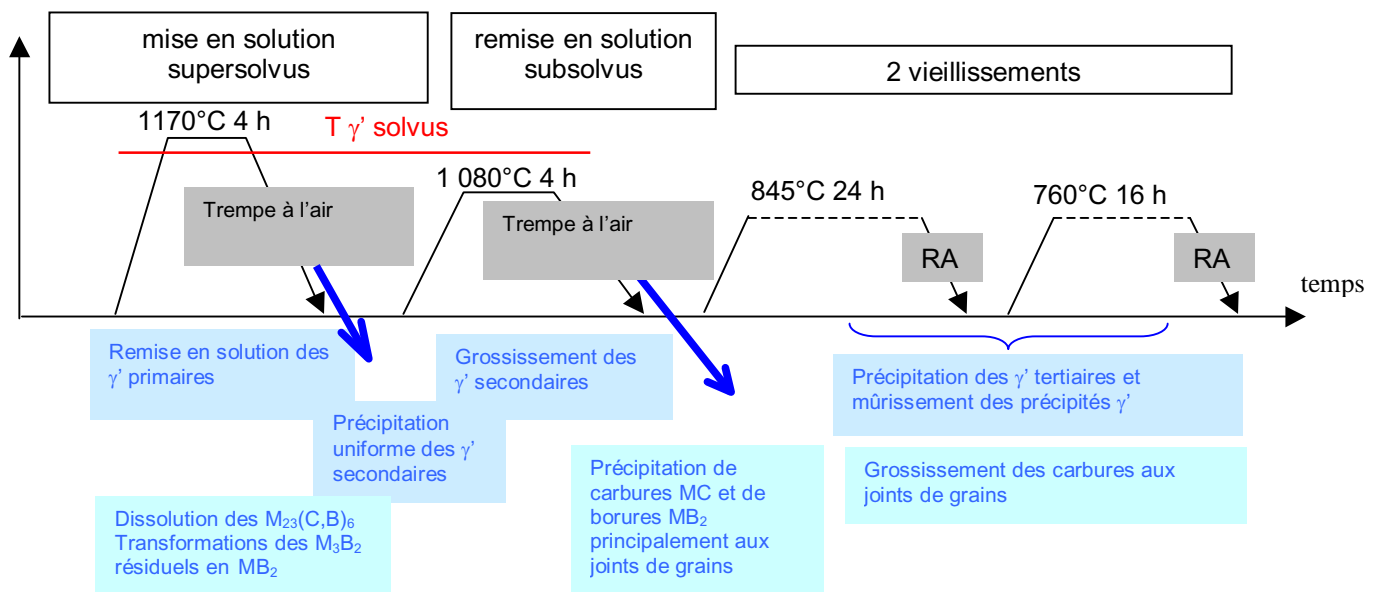 mise en solution
supersolvus
remise en solution
subsolvus
2 vieillissements
1170°C 4 h
T γ’ solvus
1 080°C 4 h
845°C 24 h
760°C 16 h
Trempe à l’air
Trempe à l’air
RA
RA
temps
Remise en solution des
γ’ primaires
Grossissement des
γ’ secondaires
Précipitation des γ’ tertiaires et
mûrissement des précipités γ’
Précipitation
uniforme des γ’
secondaires
Précipitation de
carbures MC et de
borures MB₂
principalement aux
joints de grains
Grossissement des carbures aux
joints de grains
Dissolution des M₂₃(C,B)₆
Transformations des M₃B₂
résiduels en MB₂